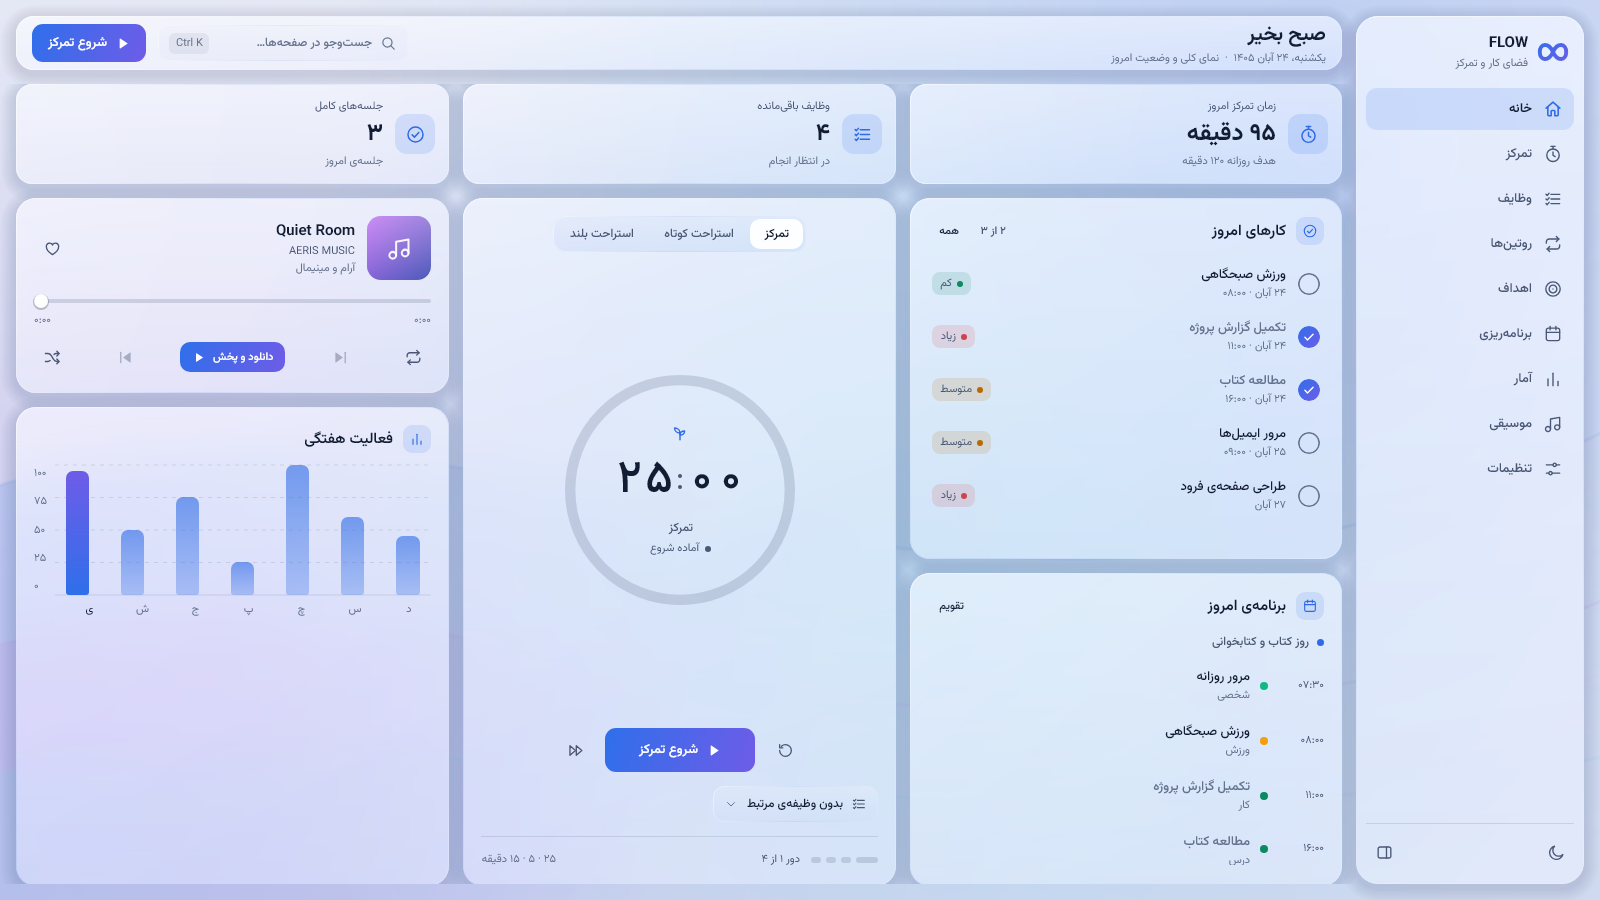 FLOW
فضای کار و تمرکز
خانه
تمرکز
وظایف
روتین‌ها
اهداف
برنامه‌ریزی
آمار
موسیقی
تنظیمات
صبح بخیر
یکشنبه، ۲۴ آبان ۱۴۰۵ · نمای کلی و وضعیت امروز
جست‌وجو در صفحه‌ها...
Ctrl K
شروع تمرکز
زمان تمرکز امروز
۹۵ دقیقه
هدف روزانه ۱۲۰ دقیقه
وظایف باقی‌مانده
۴
در انتظار انجام
جلسه‌های کامل
۳
جلسه‌ی امروز
کارهای امروز
۲ از ۳
همه
ورزش صبحگاهی
۲۴ آبان · ۰۸:۰۰
کم
تکمیل گزارش پروژه
۲۴ آبان · ۱۱:۰۰
زیاد
مطالعه کتاب
۲۴ آبان · ۱۶:۰۰
متوسط
مرور ایمیل‌ها
۲۵ آبان · ۰۹:۰۰
متوسط
طراحی صفحه‌ی فرود
۲۷ آبان
زیاد
برنامه‌ی امروز
تقویم
روز کتاب و کتابخوانی
۰۷:۳۰
مرور روزانه
شخصی
۰۸:۰۰
ورزش صبحگاهی
ورزش
۱۱:۰۰
تکمیل گزارش پروژه
کار
۱۶:۰۰
مطالعه کتاب
درس
تمرکز
استراحت کوتاه
استراحت بلند
۲۵:۰۰
تمرکز
آماده شروع
شروع تمرکز
بدون وظیفه‌ی مرتبط
دور ۱ از ۴
۲۵ · ۵ · ۱۵ دقیقه
Quiet Room
AERIS MUSIC
آرام و مینیمال
۰:۰۰
۰:۰۰
دانلود و پخش
فعالیت هفتگی
۱۰۰
۷۵
۵۰
۲۵
۰
د س چ پ ج ش ی